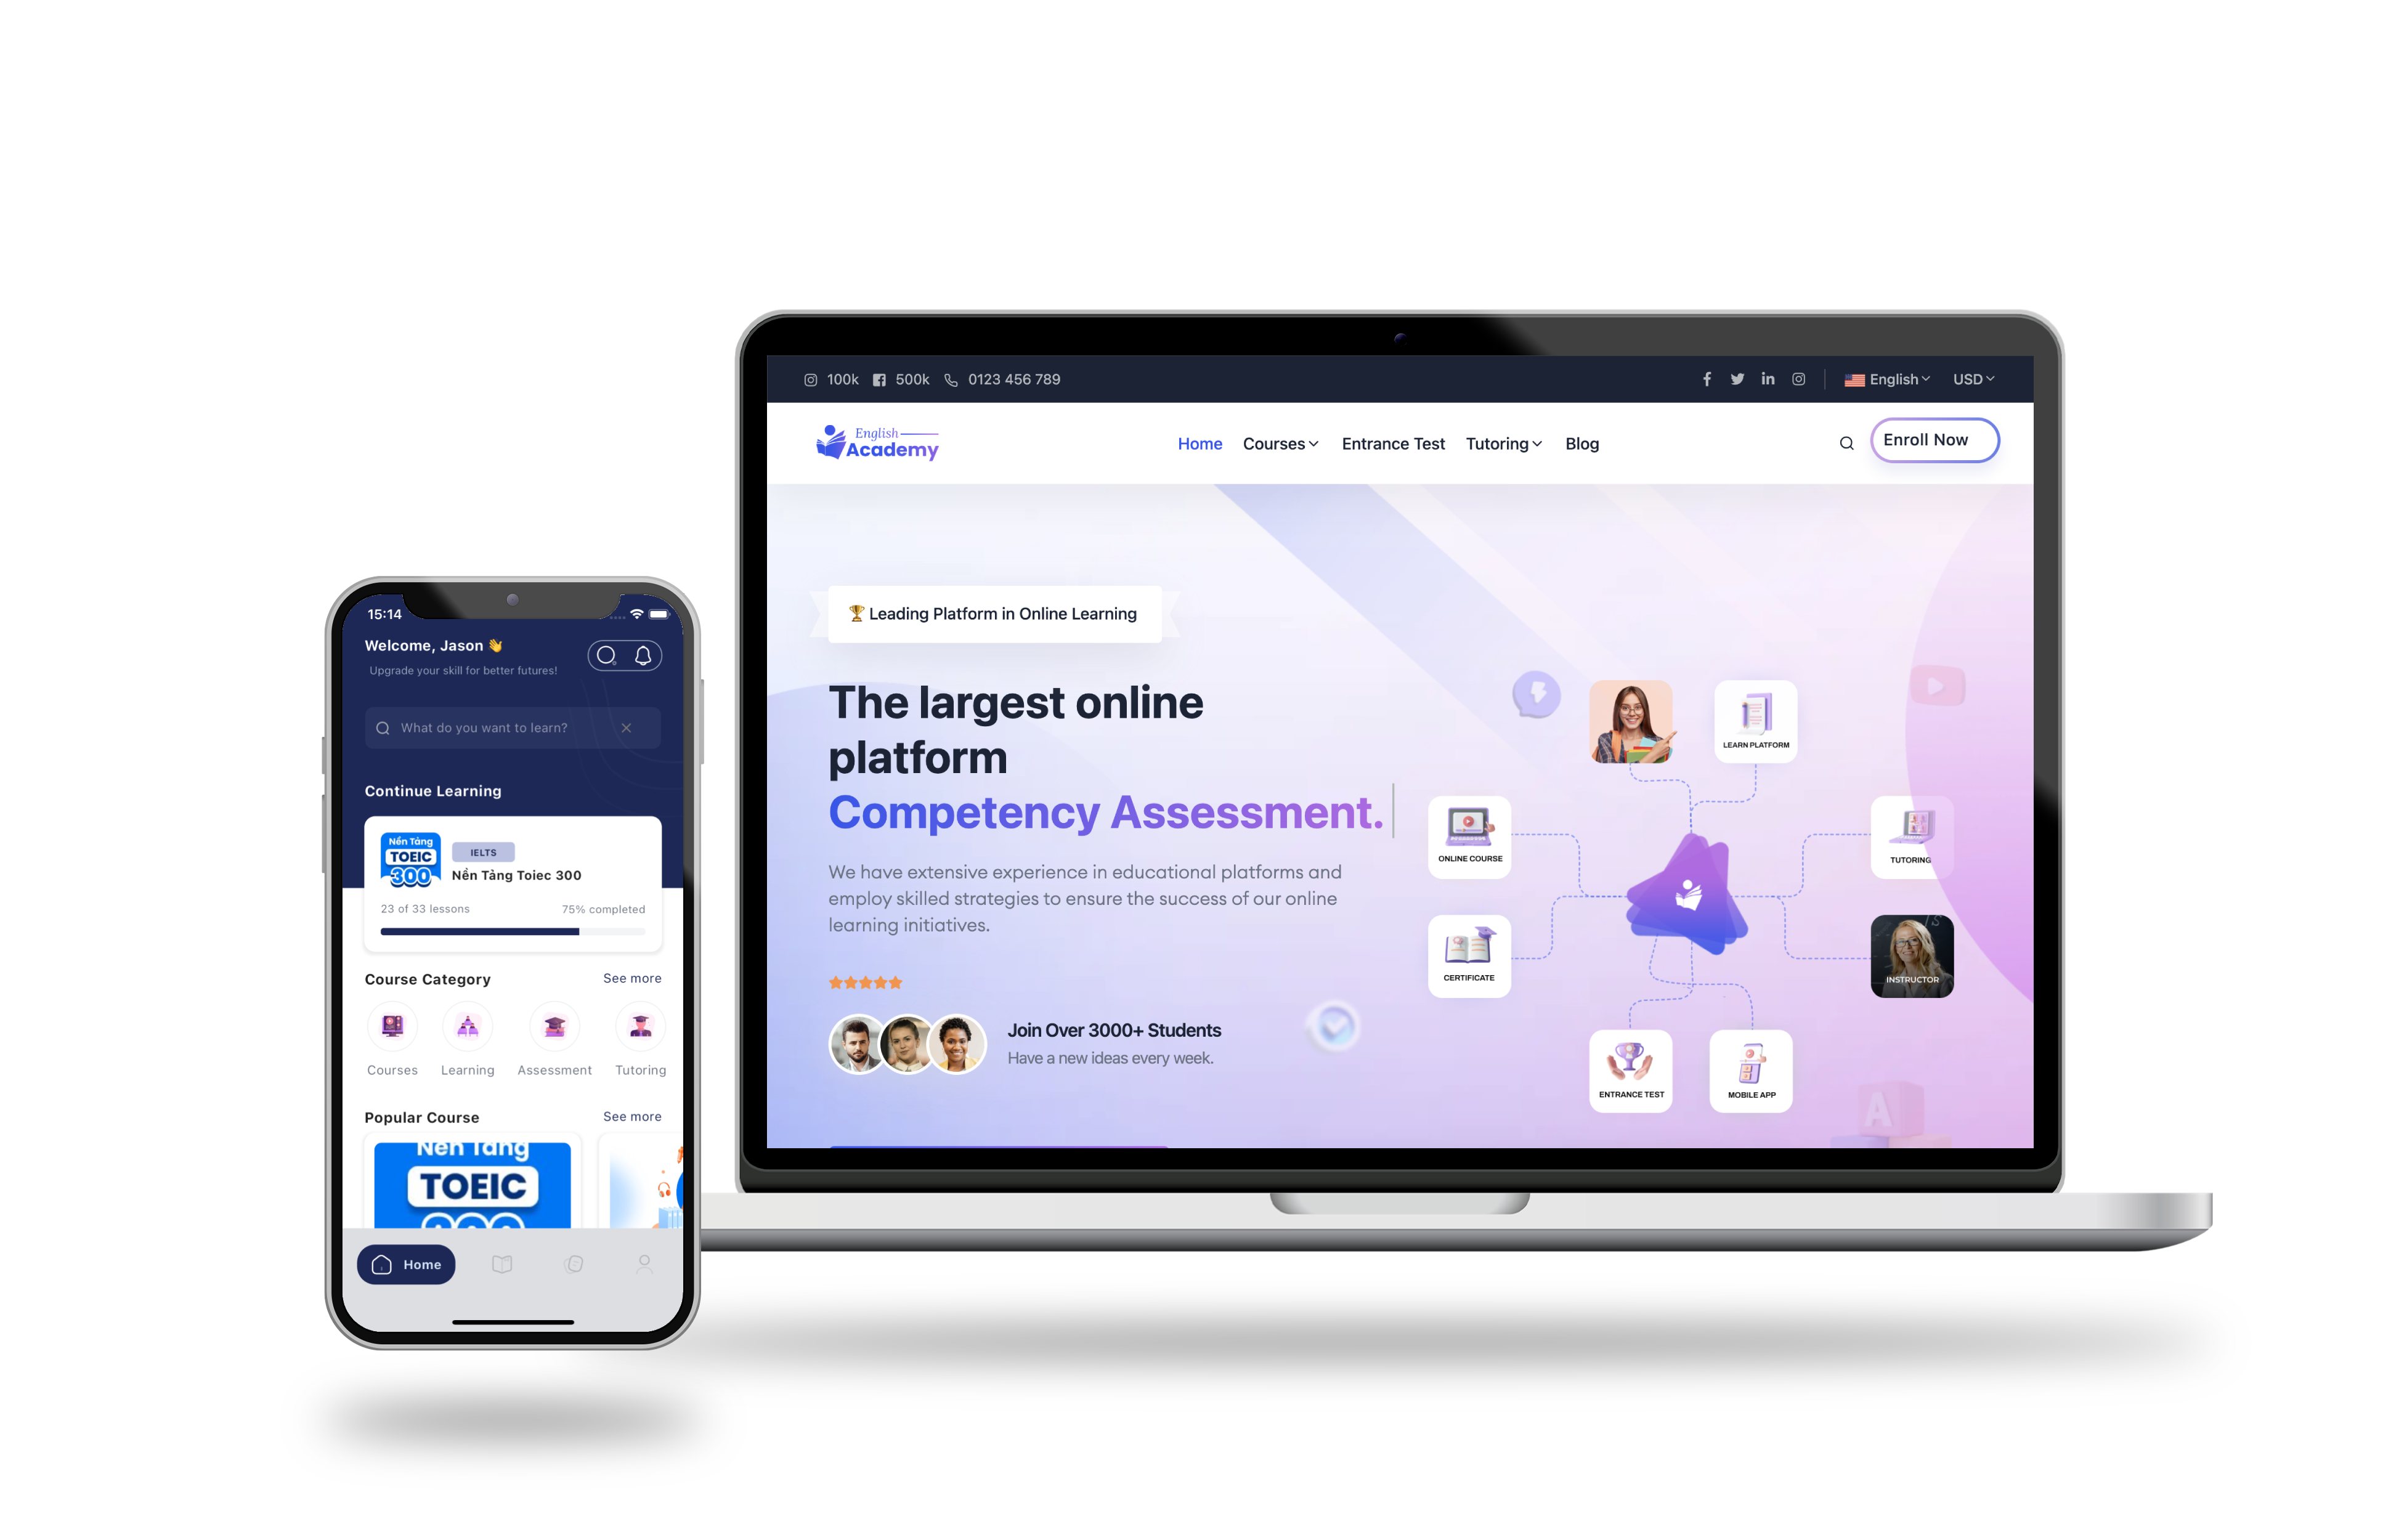 15:14
Welcome, Jason 👋
Upgrade your skill for better futures!
What do you want to learn?
Continue Learning
Nền Tảng
TOEIC
300
IELTS
Nền Tảng Toiec 300
23 of 33 lessons
75% completed
Course Category
See more
Courses
Learning
Assessment
Tutoring
Popular Course
See more
Nền Tảng
TOEIC
300
Home
100k
500k
0123 456 789
English
USD
English
Academy
Home
Courses
Entrance Test
Tutoring
Blog
Enroll Now
🏆 Leading Platform in Online Learning
The largest online
platform
Competency Assessment.
We have extensive experience in educational platforms and
employ skilled strategies to ensure the success of our online
learning initiatives.
Join Over 3000+ Students
Have a new ideas every week.
LEARN PLATFORM
ONLINE COURSE
TUTORING
CERTIFICATE
INSTRUCTOR
ENTRANCE TEST
MOBILE APP
A